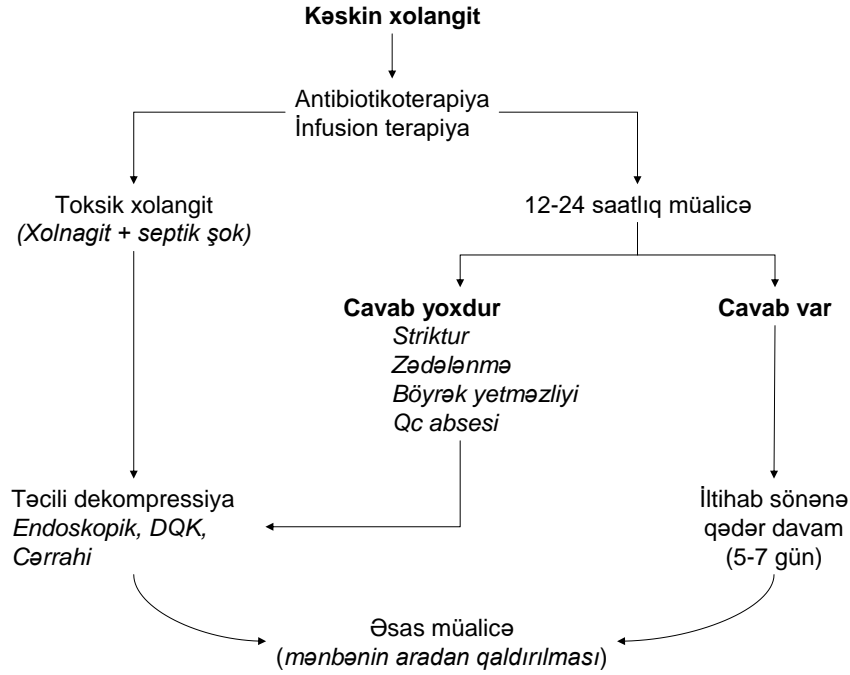 Kəskin xolangit
Antibiotikoterapiya
İnfusion terapiya
Toksik xolangit
(Xolnagit + septik şok)
12-24 saatlıq müalicə
Cavab yoxdur
Striktur
Zədələnmə
Böyrək yetməzliyi
Qc absesi
Cavab var
Təcili dekompressiya
Endoskopik, DQK,
Cərrahi
İltihab sönənə
qədər davam
(5-7 gün)
Əsas müalicə
(mənbənin aradan qaldırılması)